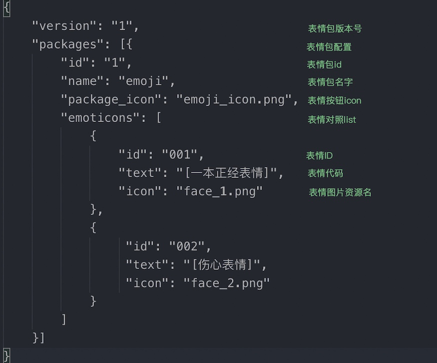 {
"version": "1", 表情包版本号
"packages": [{ 表情包配置
"id": "1", 表情包id
"name": "emoji", 表情包名字
"package_icon": "emoji_icon.png", 表情按钮icon
"emoticons": [ 表情对照list
{
"id": "001", 表情ID
"text": "[一本正经表情]", 表情代码
"icon": "face_1.png" 表情图片资源名
},
{
"id": "002",
"text": "[伤心表情]",
"icon": "face_2.png"
}
]
}]
}